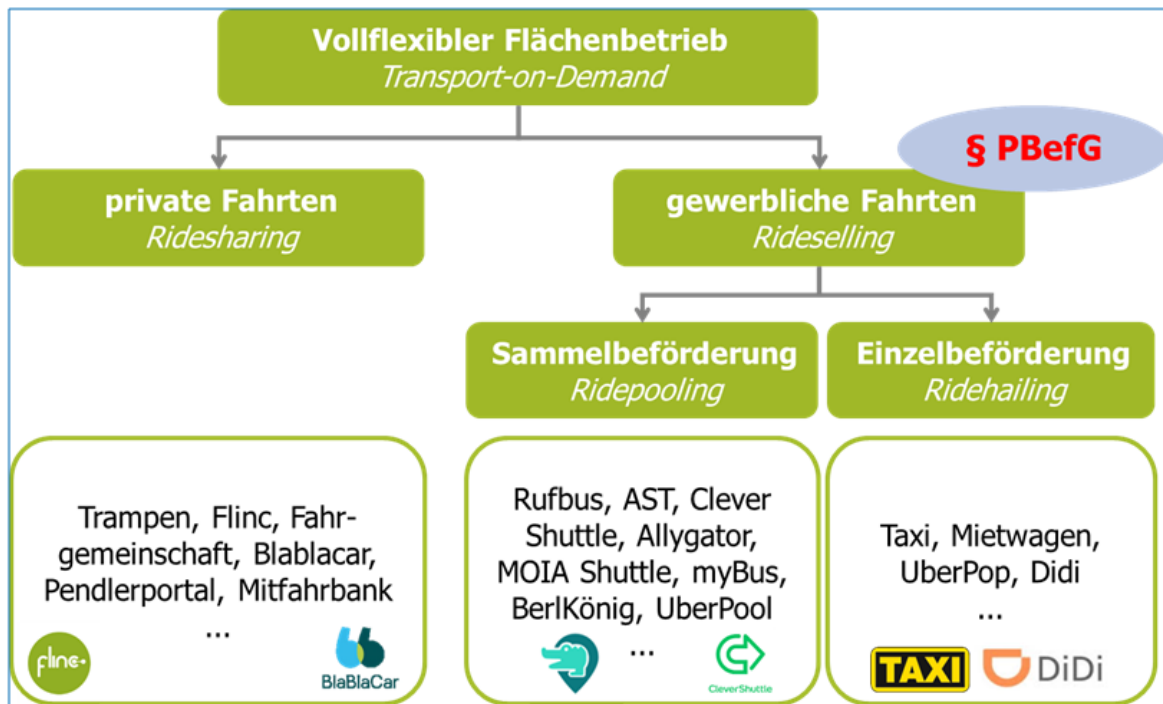 Vollflexibler Flächenbetrieb
Transport-on-Demand
§ PBefG
private Fahrten
Ridesharing
gewerbliche Fahrten
Rideselling
Sammelbeförderung
Ridepooling
Einzelbeförderung
Ridehailing
Trampen, Flinc, Fahr-
gemeinschaft, Blablacar,
Pendlerportal, Mitfahrbank
...
flinc
BlaBlaCar
Rufbus, AST, Clever
Shuttle, Allygator,
MOIA Shuttle, myBus,
BerlKönig, UberPool
...
CleverShuttle
Taxi, Mietwagen,
UberPop, Didi
...
TAXI
DiDi